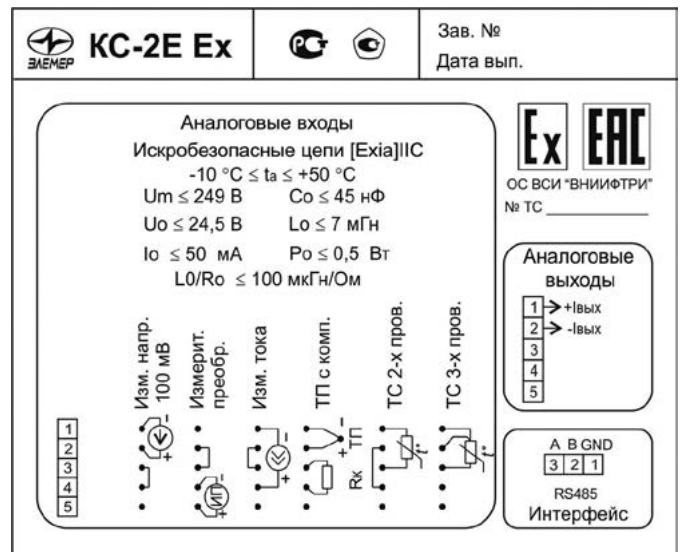 ЭЛЕМЕР
КС-2Е Ех
Зав. №
Дата вып.
Аналоговые входы
Искробезопасные цепи [Exia]IIC
-10 °C ≤ ta ≤ +50 °C
Um ≤ 249 В Co ≤ 45 нФ
Uo ≤ 24,5 В Lo ≤ 7 мГн
Io ≤ 50 мА Po ≤ 0,5 Вт
L0/Ro ≤ 100 мкГн/Ом
Изм. напр.
100 мВ
Измерит.
преобр.
Изм. тока
ТП с комп.
ТС 2-х пров.
ТС 3-х пров.
1
2
3
4
5
- +
ИП
- +
- +
- +
ТП
Rк
t°
t°
Ex
ЕАС
ОС ВСИ "ВНИИФТРИ"
№ ТС
Аналоговые
выходы
1 +Iвых
2 -Iвых
3
4
5
A B GND
3 2 1
RS485
Интерфейс